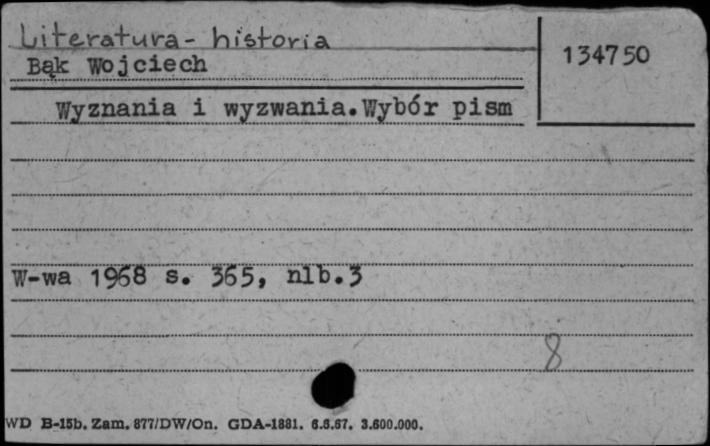 Literatura - historia
134750
Bąk Wojciech
Wyznania i wyzwania.Wybór pism
W-wa 1968 s. 365, nlb.3
8
WD B-15b. Zam. 877/DW/On. GDA-1881. 6.6.67. 3.600.000.